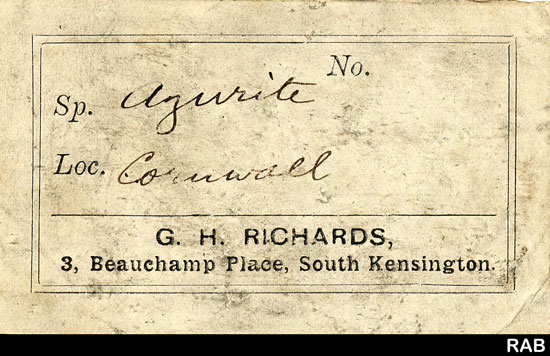 No.
Sp. Azurite
Loc. Cornwall
G. H. RICHARDS,
3, Beauchamp Place, South Kensington.
RAB